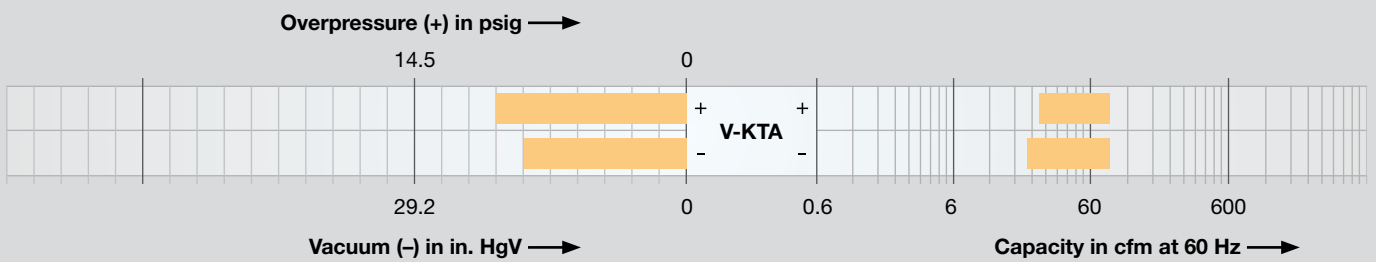 Overpressure (+) in psig
14.5 0
+ +
V-KTA
– –
29.2 0 0.6 6 60 600
Vacuum (–) in in. HgV Capacity in cfm at 60 Hz